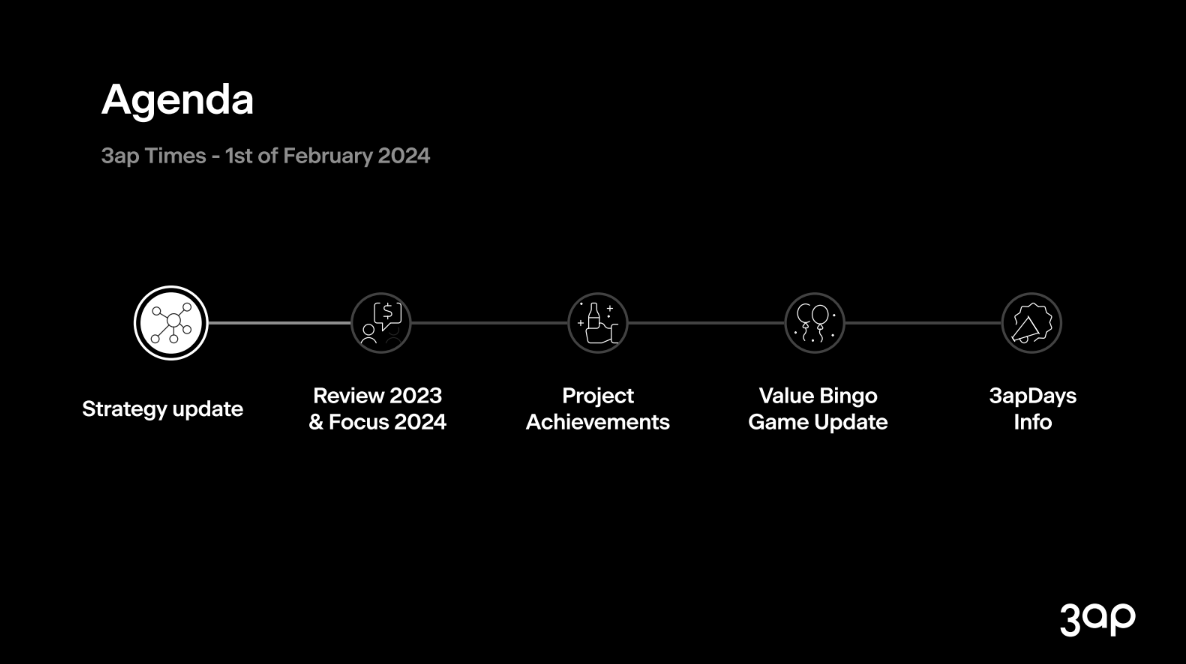 Agenda
3ap Times - 1st of February 2024
$
Strategy update
Review 2023
& Focus 2024
Project
Achievements
Value Bingo
Game Update
3apDays
Info
3ap